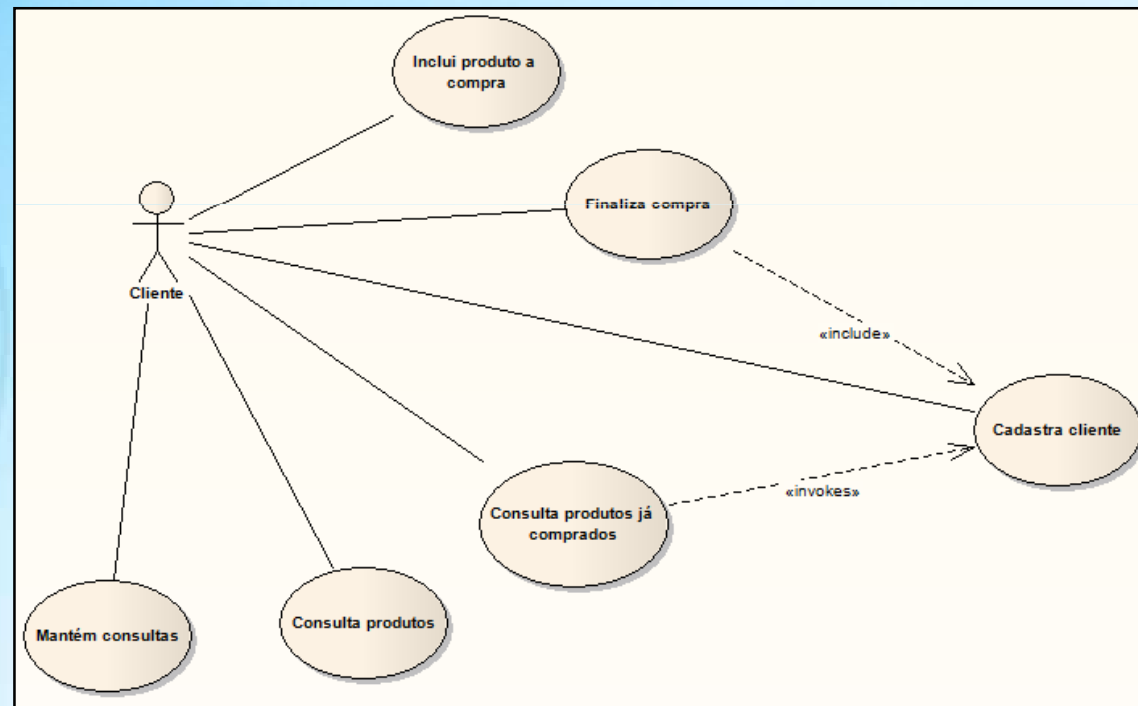 Inclui produto a
compra
Finaliza compra
Cliente
«include»
Cadastra cliente
«invokes»
Consulta produtos já
comprados
Consulta produtos
Mantém consultas